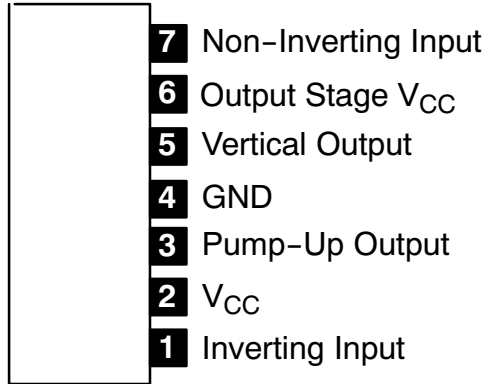 7 Non-Inverting Input
6 Output Stage VCC
5 Vertical Output
4 GND
3 Pump-Up Output
2 VCC
1 Inverting Input